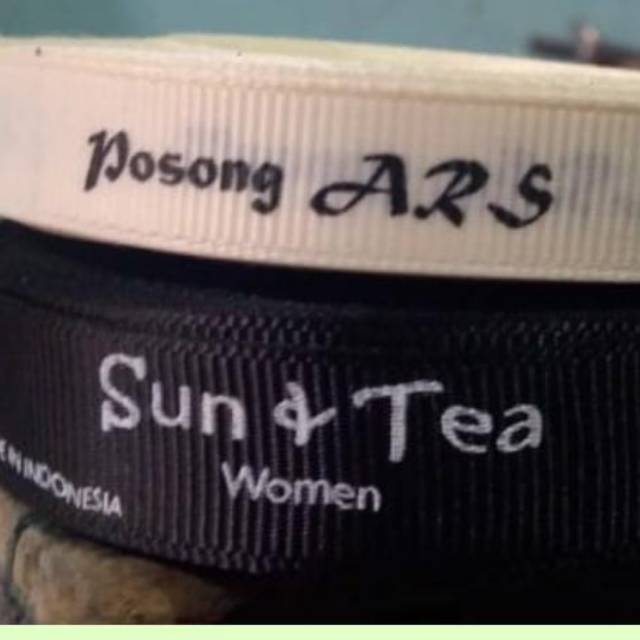 Posong ARS
Sun & Tea
Women
IN INDONESIA